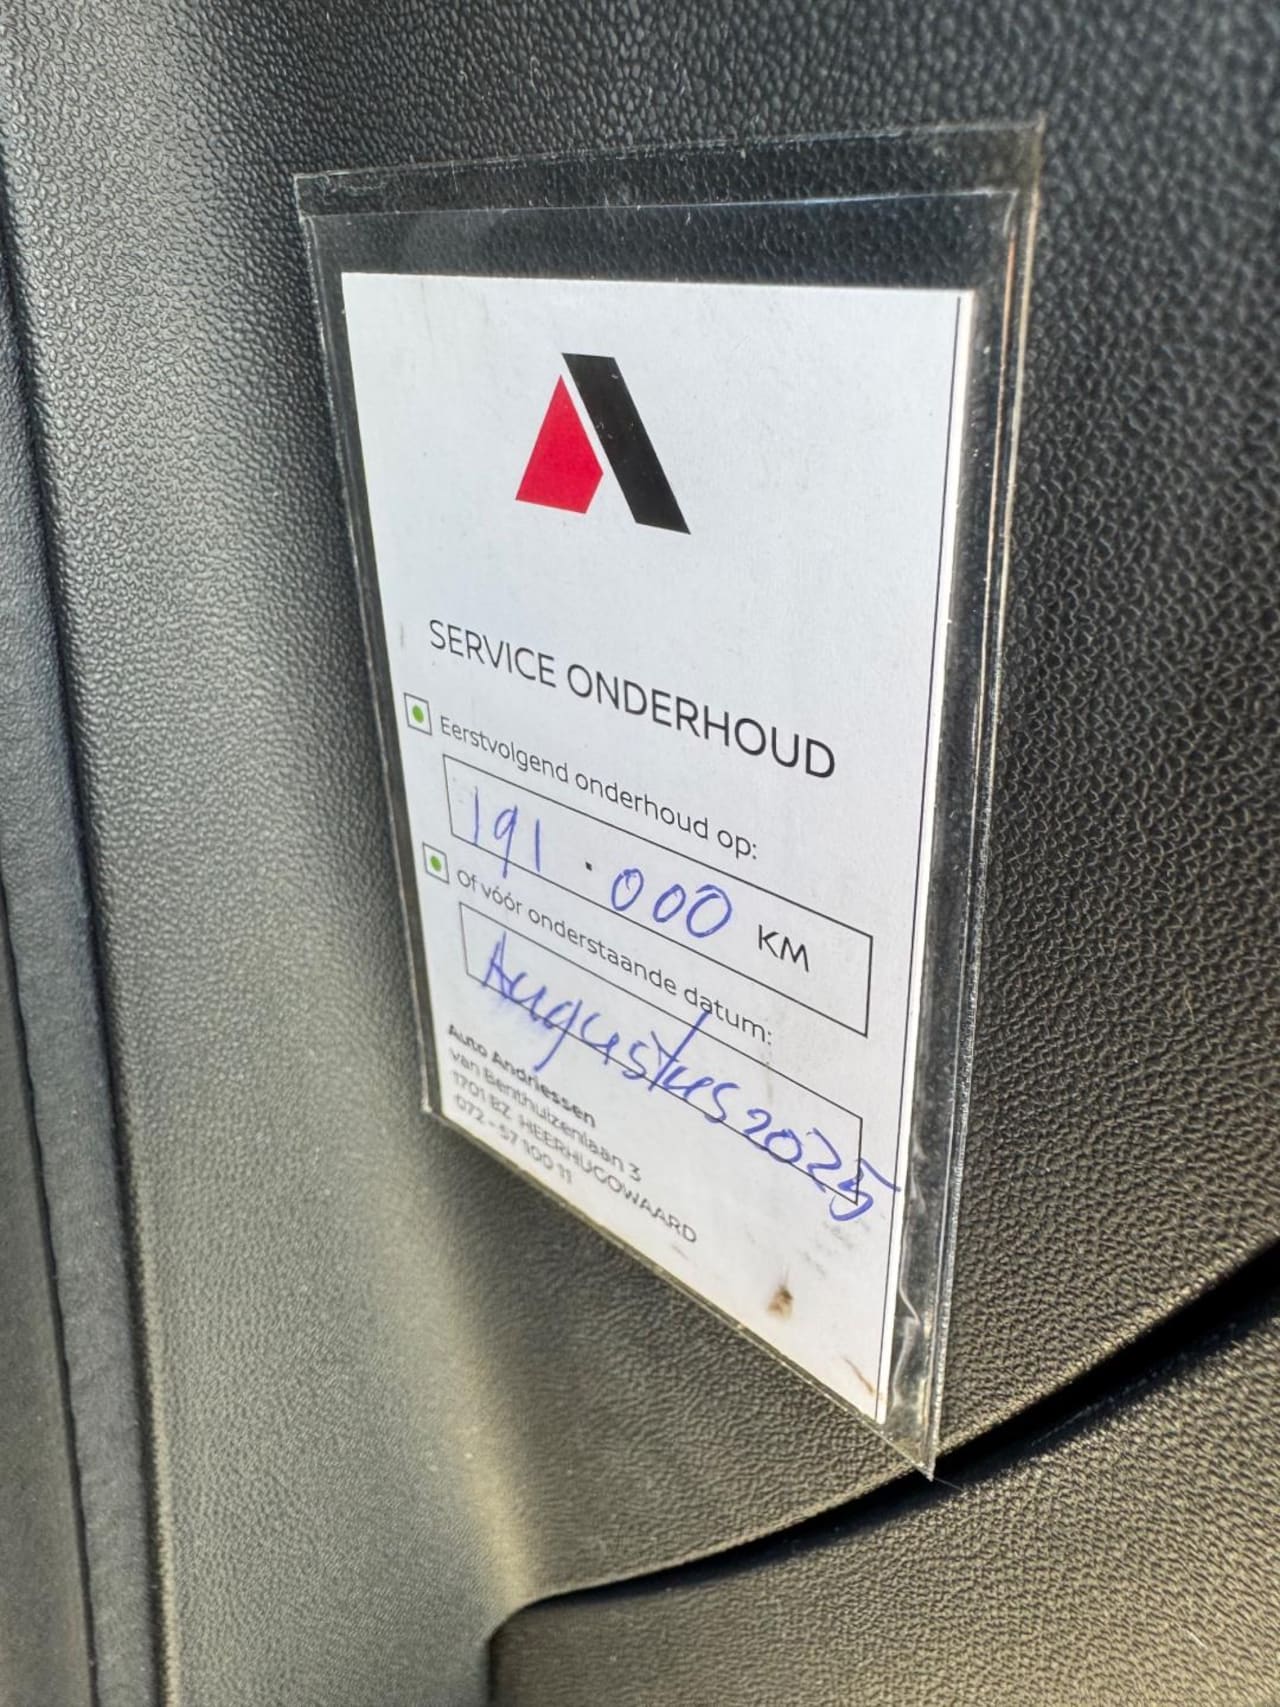 SERVICE ONDERHOUD
Eerstvolgend onderhoud op:
191.000 KM
Of vóór onderstaande datum:
Augustus 2025
Auto Andriessen
van Benthuizenlaan 3
1701 BZ HEERHUGOWAARD
072 - 57 100 11